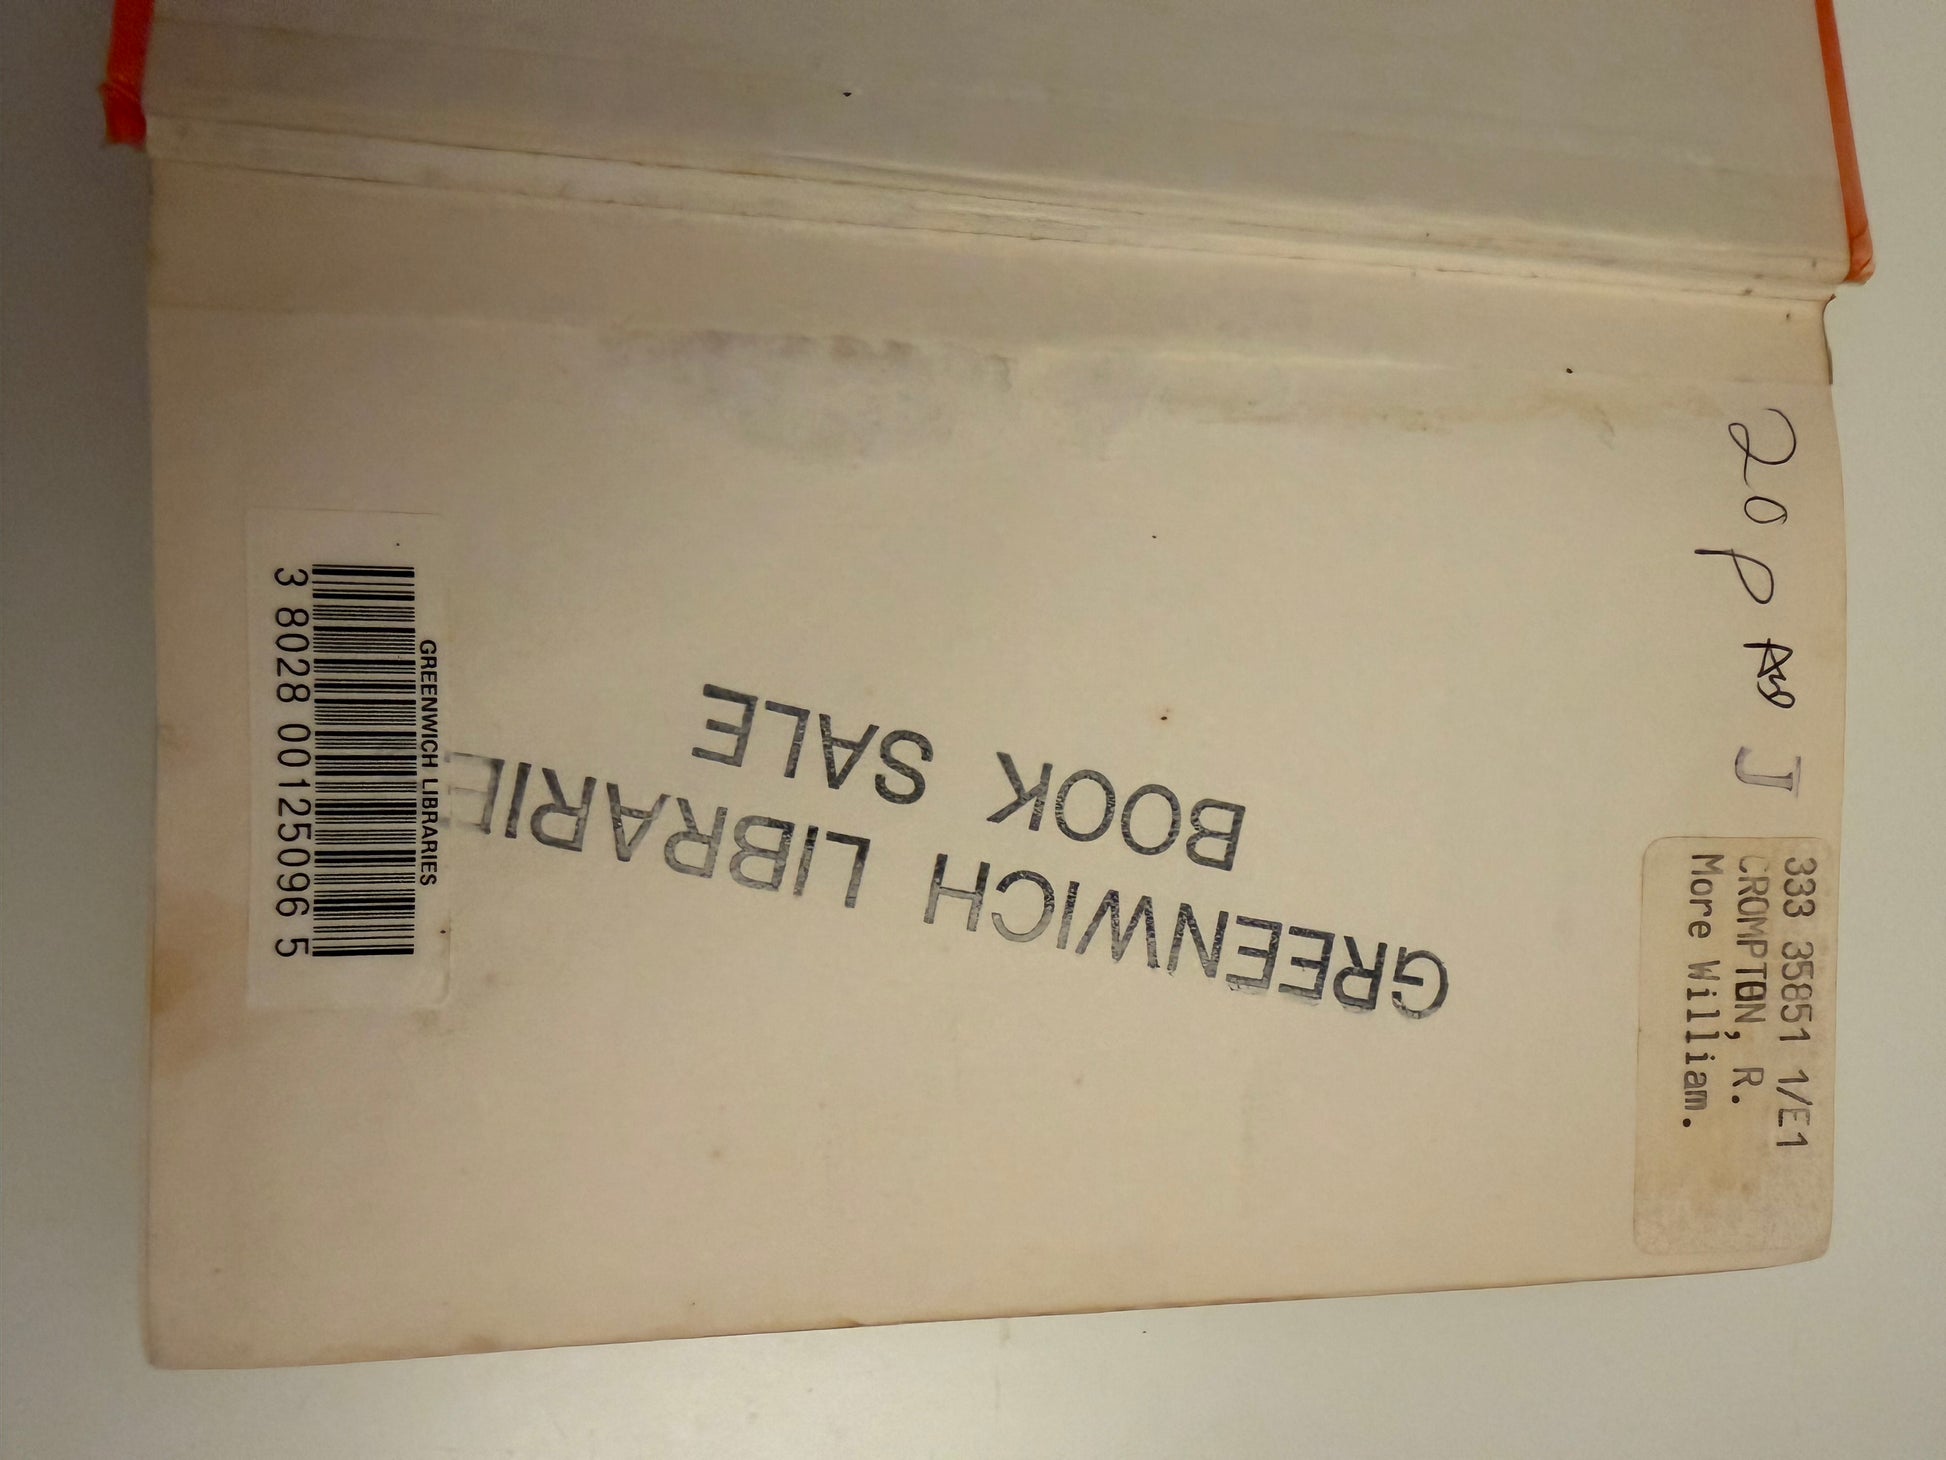 20p
J
333 35851 1/E1
CROMPTON, R.
More William.
GREENWICH LIBRARIE
BOOK SALE
GREENWICH LIBRARIES
3 8028 00125096 5